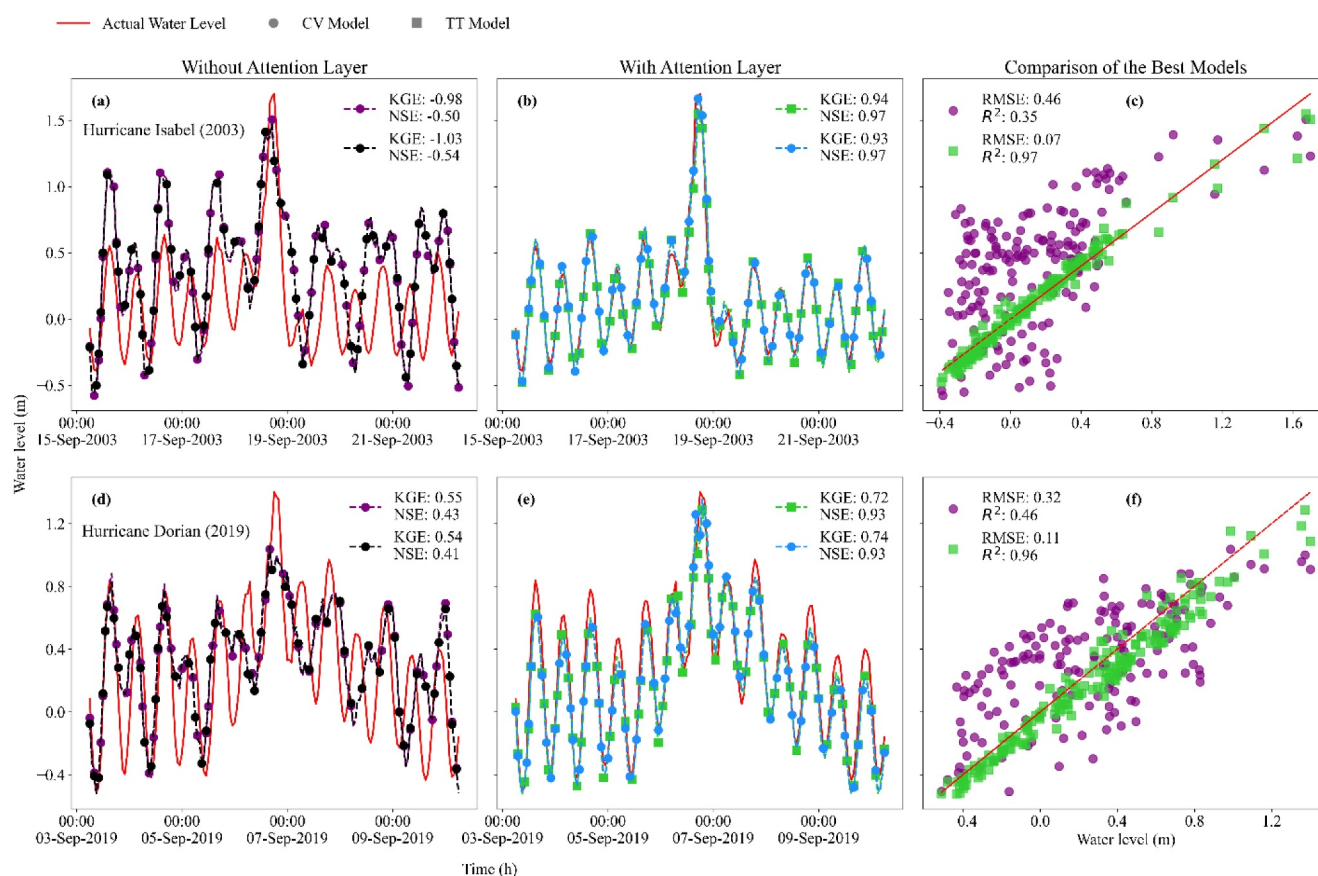 Actual Water Level CV Model TT Model
Without Attention Layer With Attention Layer Comparison of the Best Models
(a)
Hurricane Isabel (2003)
KGE: -0.98
NSE: -0.50
KGE: -1.03
NSE: -0.54
1.5
1.0
0.5
0.0
−0.5
00:00 00:00 00:00 00:00
15-Sep-2003 17-Sep-2003 19-Sep-2003 21-Sep-2003
(b)
KGE: 0.94
NSE: 0.97
KGE: 0.93
NSE: 0.97
00:00 00:00 00:00 00:00
15-Sep-2003 17-Sep-2003 19-Sep-2003 21-Sep-2003
(c)
RMSE: 0.46
R²: 0.35
RMSE: 0.07
R²: 0.97
−0.4 0.0 0.4 0.8 1.2 1.6
Water level (m)
(d)
Hurricane Dorian (2019)
KGE: 0.55
NSE: 0.43
KGE: 0.54
NSE: 0.41
1.2
0.8
0.4
0.0
−0.4
00:00 00:00 00:00 00:00
03-Sep-2019 05-Sep-2019 07-Sep-2019 09-Sep-2019
(e)
KGE: 0.72
NSE: 0.93
KGE: 0.74
NSE: 0.93
00:00 00:00 00:00 00:00
03-Sep-2019 05-Sep-2019 07-Sep-2019 09-Sep-2019
(f)
RMSE: 0.32
R²: 0.46
RMSE: 0.11
R²: 0.96
0.4 0.0 0.4 0.8 1.2
Water level (m)
Time (h)